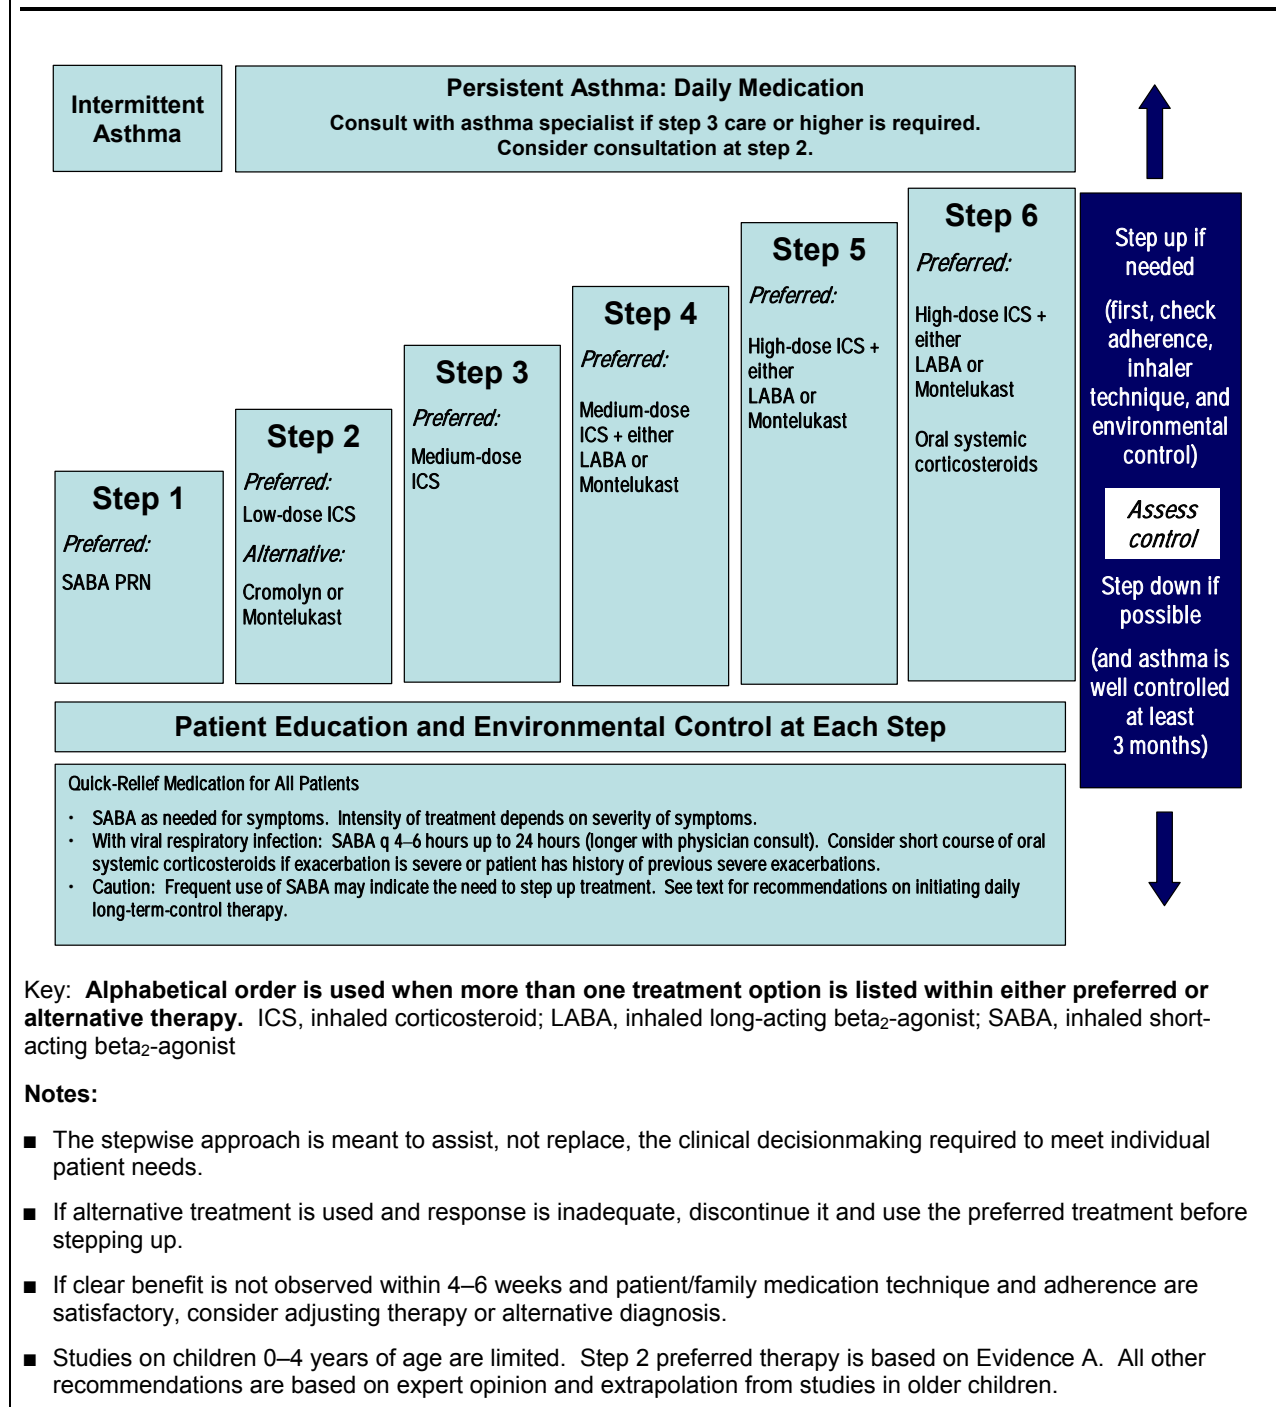 Intermittent
Asthma
Persistent Asthma: Daily Medication
Consult with asthma specialist if step 3 care or higher is required.
Consider consultation at step 2.
Step 1
Preferred:
SABA PRN
Step 2
Preferred:
Low-dose ICS
Alternative:
Cromolyn or
Montelukast
Step 3
Preferred:
Medium-dose
ICS
Step 4
Preferred:
Medium-dose
ICS + either
LABA or
Montelukast
Step 5
Preferred:
High-dose ICS +
either
LABA or
Montelukast
Step 6
Preferred:
High-dose ICS +
either
LABA or
Montelukast
Oral systemic
corticosteroids
Step up if
needed
(first, check
adherence,
inhaler
technique, and
environmental
control)
Assess
control
Step down if
possible
(and asthma is
well controlled
at least
3 months)
Patient Education and Environmental Control at Each Step
Quick-Relief Medication for All Patients
• SABA as needed for symptoms. Intensity of treatment depends on severity of symptoms.
• With viral respiratory infection: SABA q 4–6 hours up to 24 hours (longer with physician consult). Consider short course of oral
systemic corticosteroids if exacerbation is severe or patient has history of previous severe exacerbations.
• Caution: Frequent use of SABA may indicate the need to step up treatment. See text for recommendations on initiating daily
long-term-control therapy.
Key: Alphabetical order is used when more than one treatment option is listed within either preferred or
alternative therapy. ICS, inhaled corticosteroid; LABA, inhaled long-acting beta₂-agonist; SABA, inhaled short-
acting beta₂-agonist
Notes:
■ The stepwise approach is meant to assist, not replace, the clinical decisionmaking required to meet individual
patient needs.
■ If alternative treatment is used and response is inadequate, discontinue it and use the preferred treatment before
stepping up.
■ If clear benefit is not observed within 4–6 weeks and patient/family medication technique and adherence are
satisfactory, consider adjusting therapy or alternative diagnosis.
■ Studies on children 0–4 years of age are limited. Step 2 preferred therapy is based on Evidence A. All other
recommendations are based on expert opinion and extrapolation from studies in older children.